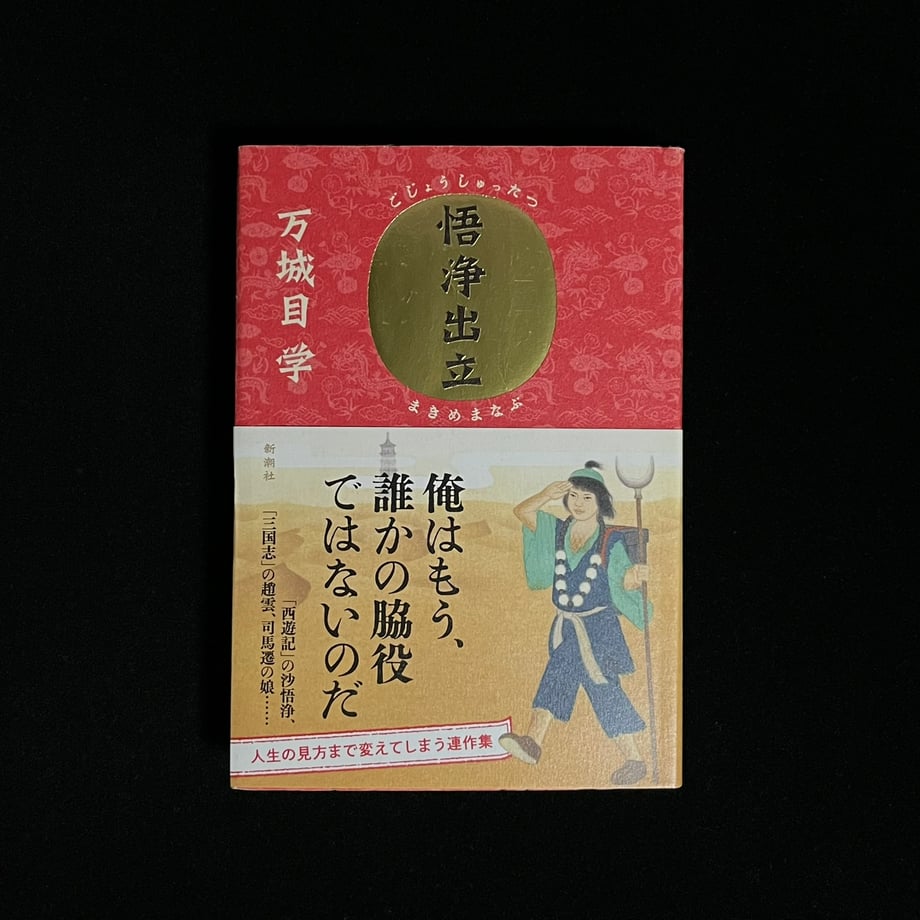 ごじょうしゅったつ
悟浄出立
まきめまなぶ
万城目学
俺はもう、
誰かの脇役
ではないのだ
「西遊記」の沙悟浄、
「三国志」の趙雲、司馬遷の娘……
新潮社
人生の見方まで変えてしまう連作集